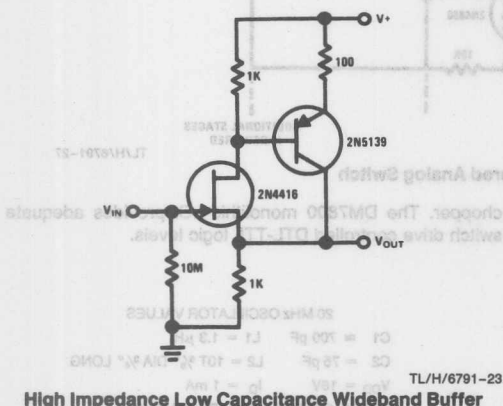 V+
1K
100
2N5139
2N4416
VIN
VOUT
10M
1K
TL/H/6791-23
High Impedance Low Capacitance Wideband Buffer